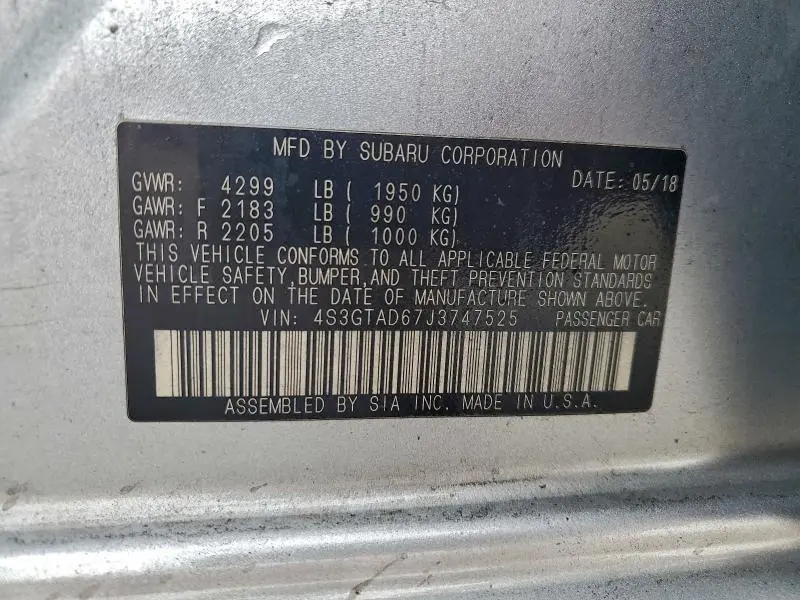 MFD BY SUBARU CORPORATION
DATE: 05/18
GVWR: 4299 LB ( 1950 KG)
GAWR: F 2183 LB ( 990 KG)
GAWR: R 2205 LB ( 1000 KG)
THIS VEHICLE CONFORMS TO ALL APPLICABLE FEDERAL MOTOR
VEHICLE SAFETY,BUMPER,AND THEFT PREVENTION STANDARDS
IN EFFECT ON THE DATE OF MANUFACTURE SHOWN ABOVE.
VIN: 4S3GTAD67J3747525 PASSENGER CAR
ASSEMBLED BY SIA INC. MADE IN U.S.A.